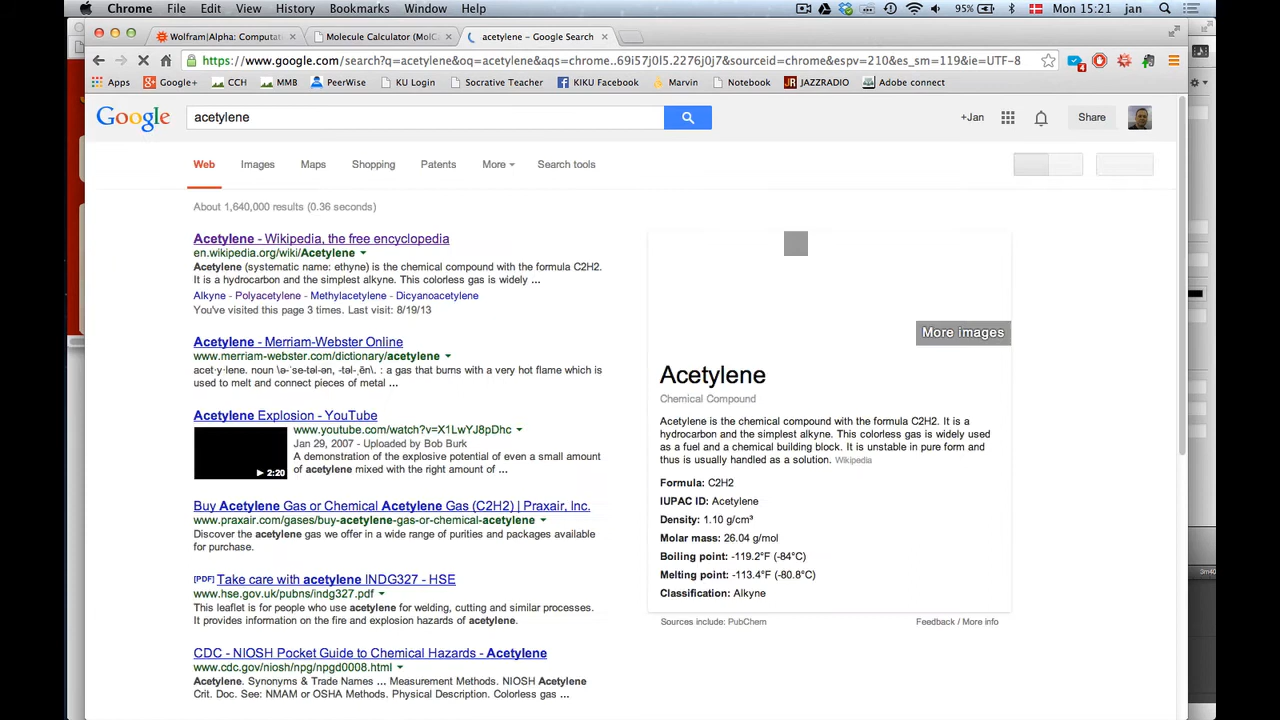 Chrome File Edit View History Bookmarks Window Help 95% Mon 15:21 jan
Wolfram|Alpha: Computat × Molecule Calculator (MolC × acetylene – Google Search ×
https://www.google.com/search?q=acetylene&oq=acetylene&aqs=chrome..69i57j0l5.2276j0j7&sourceid=chrome&espv=210&es_sm=119&ie=UTF-8
4
Apps Google+ CCH MMB PeerWise KU Login Socrative teacher KIKU Facebook Marvin Notebook JR JAZZRADIO Adobe connect
Google acetylene +Jan Share
Web Images Maps Shopping Patents More Search tools
About 1,640,000 results (0.36 seconds)
Acetylene - Wikipedia, the free encyclopedia
en.wikipedia.org/wiki/Acetylene
Acetylene (systematic name: ethyne) is the chemical compound with the formula C2H2.
It is a hydrocarbon and the simplest alkyne. This colorless gas is widely ...
Alkyne - Polyacetylene - Methylacetylene - Dicyanoacetylene
You've visited this page 3 times. Last visit: 8/19/13
Acetylene - Merriam-Webster Online
www.merriam-webster.com/dictionary/acetylene
acet·y·lene. noun \ə-ˈse-təl-ən, -təl-ˌēn\. : a gas that burns with a very hot flame which is
used to melt and connect pieces of metal ...
Acetylene Explosion - YouTube
www.youtube.com/watch?v=X1LwYJ8pDhc
Jan 29, 2007 - Uploaded by Bob Burk
A demonstration of the explosive potential of even a small amount
of acetylene mixed with the right amount of ...
2:20
Buy Acetylene Gas or Chemical Acetylene Gas (C2H2) | Praxair, Inc.
www.praxair.com/gases/buy-acetylene-gas-or-chemical-acetylene
Discover the acetylene gas we offer in a wide range of purities and packages available
for purchase.
[PDF] Take care with acetylene INDG327 - HSE
www.hse.gov.uk/pubns/indg327.pdf
This leaflet is for people who use acetylene for welding, cutting and similar processes.
It provides information on the fire and explosion hazards of acetylene.
CDC - NIOSH Pocket Guide to Chemical Hazards - Acetylene
www.cdc.gov/niosh/npg/npgd0008.html
Acetylene. Synonyms & Trade Names ... Measurement Methods. NIOSH Acetylene
Crit. Doc. See: NMAM or OSHA Methods. Physical Description. Colorless gas ...
More images
Acetylene
Chemical Compound
Acetylene is the chemical compound with the formula C2H2. It is a
hydrocarbon and the simplest alkyne. This colorless gas is widely used
as a fuel and a chemical building block. It is unstable in pure form and
thus is usually handled as a solution. Wikipedia
Formula: C2H2
IUPAC ID: Acetylene
Density: 1.10 g/cm³
Molar mass: 26.04 g/mol
Boiling point: -119.2°F (-84°C)
Melting point: -113.4°F (-80.8°C)
Classification: Alkyne
Sources include: PubChem Feedback / More info
3m40